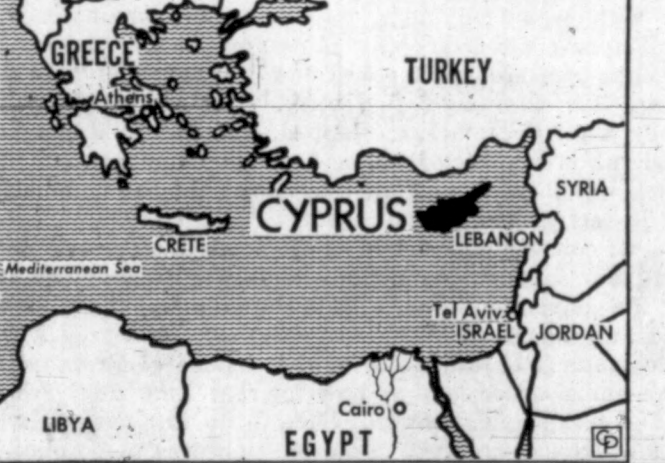 GREECE
TURKEY
Athens
SYRIA
CYPRUS
CRETE
LEBANON
Mediterranean Sea
Tel Aviv
ISRAEL
JORDAN
Cairo
LIBYA
EGYPT
CP